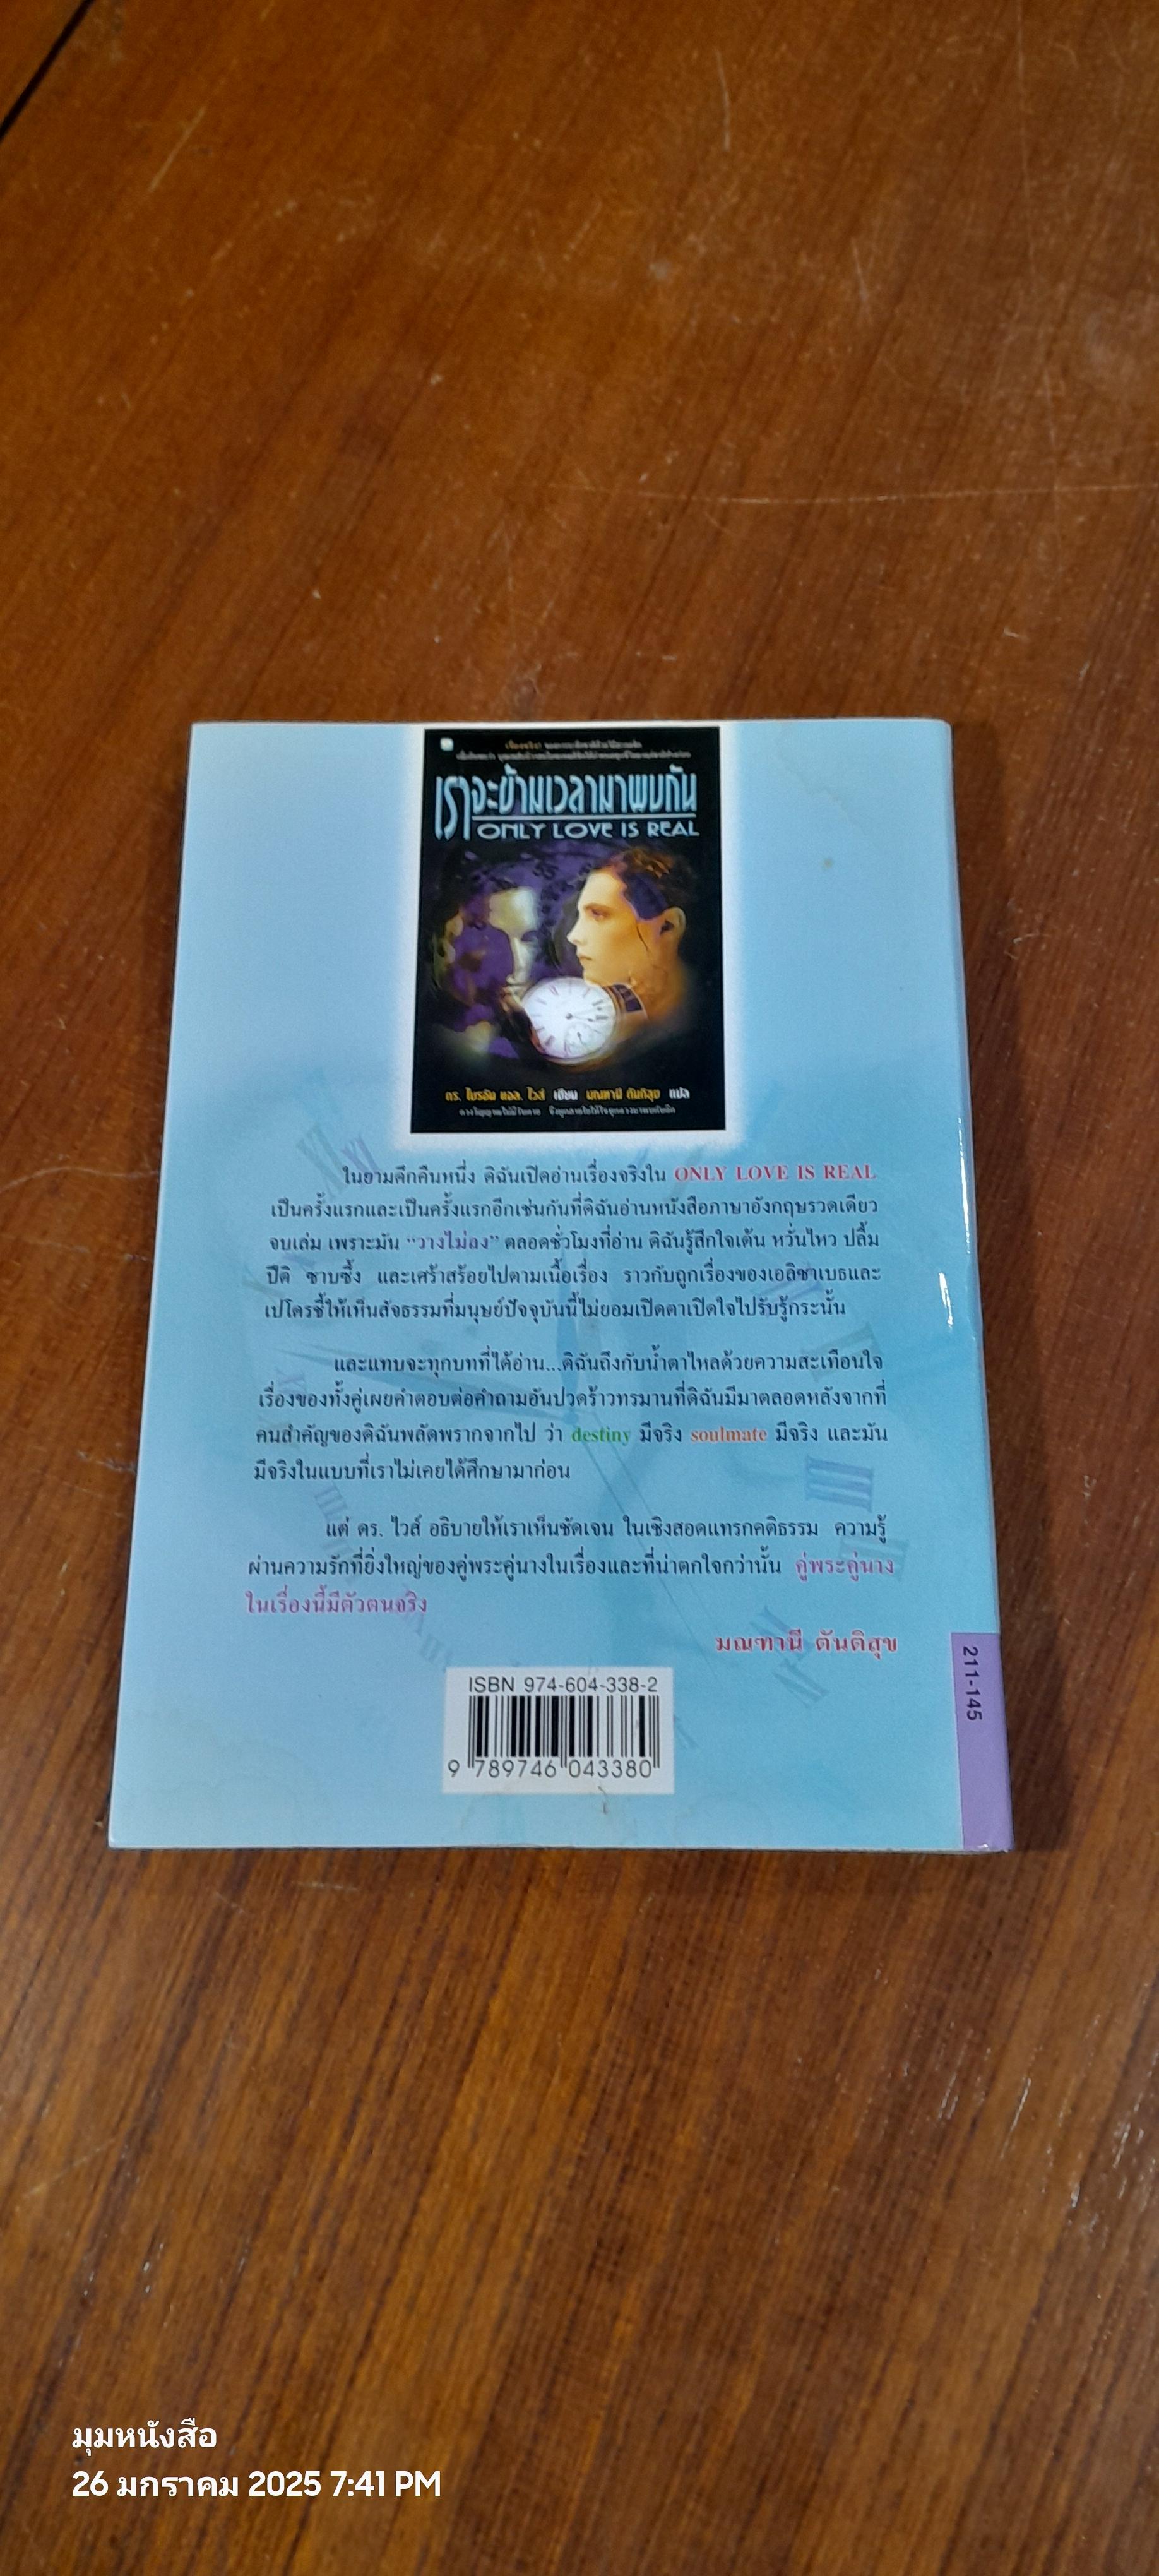 เราจะข้ามเวลามาพบกัน
ONLY LOVE IS REAL
ดร. ไบรอัน แอล. ไวส์ เขียน มณฑานี ตันติสุข แปล
ในยามดึกคืนหนึ่ง ดิฉันเปิดอ่านเรื่องจริงใน ONLY LOVE IS REAL
เป็นครั้งแรกและเป็นครั้งแรกอีกเช่นกันที่ดิฉันอ่านหนังสือภาษาอังกฤษรวดเดียว
จบเล่ม เพราะมัน “วางไม่ลง” ตลอดชั่วโมงที่อ่าน ดิฉันรู้สึกใจเต้น หวั่นไหว ปลื้ม
ปีติ ซาบซึ้ง และเศร้าสร้อยไปตามเนื้อเรื่อง ราวกับถูกเรื่องของเอลิซาเบธและ
เปโดรชี้ให้เห็นสัจธรรมที่มนุษย์ปัจจุบันนี้ไม่ยอมเปิดตาเปิดใจไปรับรู้กระนั้น
และแทบจะทุกบทที่ได้อ่าน...ดิฉันถึงกับน้ำตาไหลด้วยความสะเทือนใจ
เรื่องของทั้งคู่เผยคำตอบต่อคำถามอันปวดร้าวทรมานที่ดิฉันมีมาตลอดหลังจากที่
คนสำคัญของดิฉันพลัดพรากจากไป ว่า destiny มีจริง soulmate มีจริง และมัน
มีจริงในแบบที่เราไม่เคยได้ศึกษามาก่อน
แต่ ดร. ไวส์ อธิบายให้เราเห็นชัดเจน ในเชิงสอดแทรกคติธรรม ความรู้
ผ่านความรักที่ยิ่งใหญ่ของคู่พระคู่นางในเรื่องและที่น่าตกใจกว่านั้น คู่พระคู่นาง
ในเรื่องนี้มีตัวตนจริง
มณฑานี ตันติสุข
ISBN 974-604-338-2
9 789746 043380
211-145
มุมหนังสือ
26 มกราคม 2025 7:41 PM